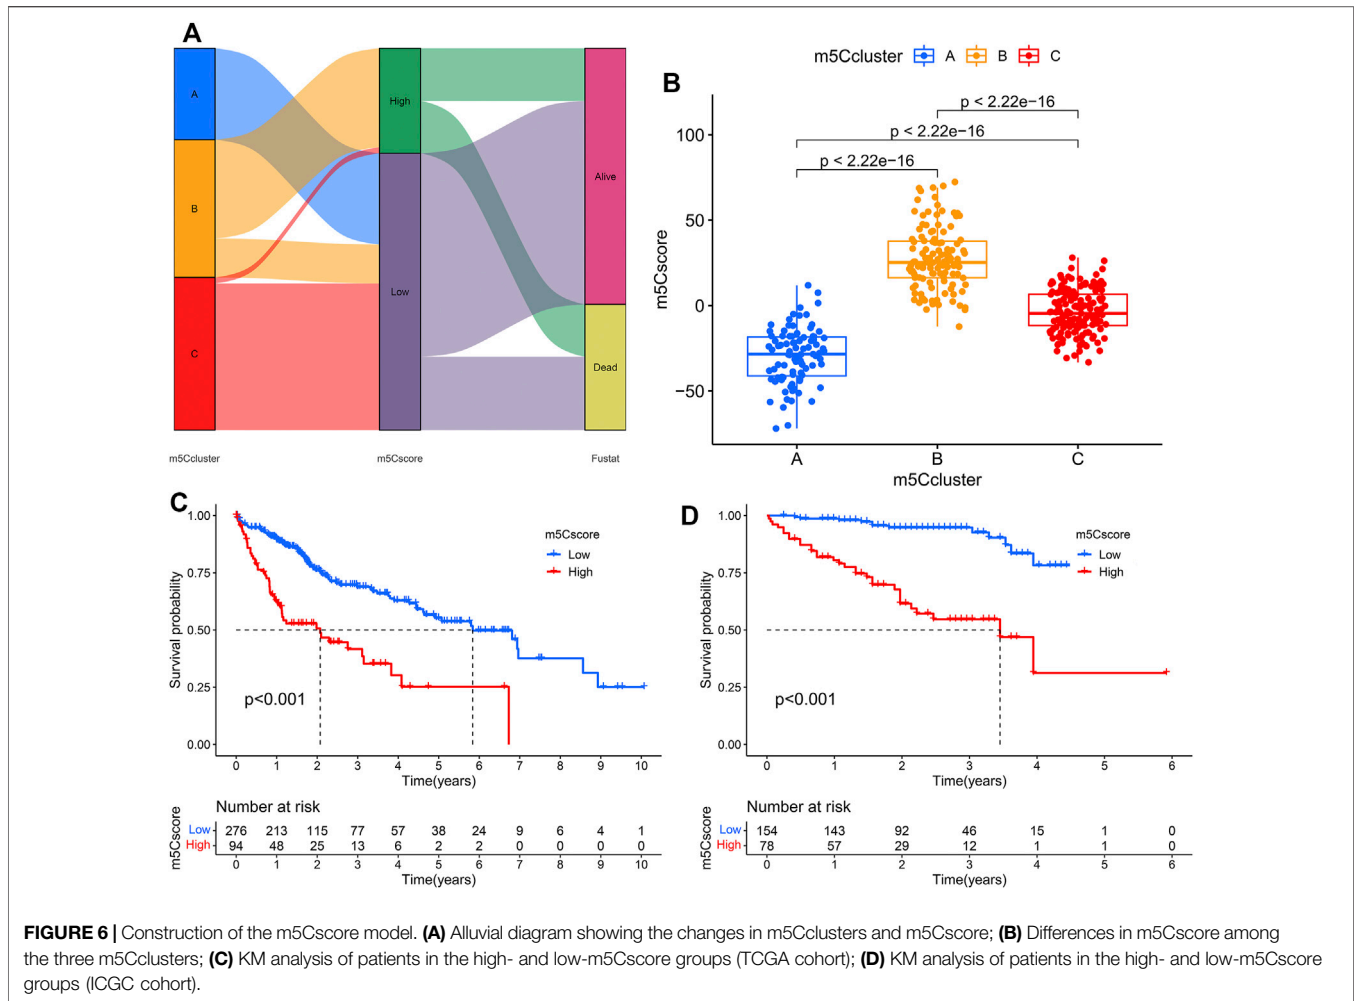 A
A
B
C
High
Low
Alive
Dead
m5Ccluster
m5Cscore
Fustat
m5Ccluster
A
B
C
B
p < 2.22e−16
p < 2.22e−16
p < 2.22e−16
100
50
0
−50
m5Cscore
A
B
C
m5Ccluster
C
m5Cscore
Low
High
1.00
0.75
0.50
0.25
0.00
Survival probability
p<0.001
0 1 2 3 4 5 6 7 8 9 10
Time(years)
Number at risk
m5Cscore
Low 276 213 115 77 57 38 24 9 6 4 1
High 94 48 25 13 6 2 2 0 0 0 0
0 1 2 3 4 5 6 7 8 9 10
Time(years)
D
m5Cscore
Low
High
1.00
0.75
0.50
0.25
0.00
Survival probability
p<0.001
0 1 2 3 4 5 6
Time(years)
Number at risk
m5Cscore
Low 154 143 92 46 15 1 0
High 78 57 29 12 1 1 0
0 1 2 3 4 5 6
Time(years)
FIGURE 6 | Construction of the m5Cscore model. (A) Alluvial diagram showing the changes in m5Cclusters and m5Cscore; (B) Differences in m5Cscore among
the three m5Cclusters; (C) KM analysis of patients in the high- and low-m5Cscore groups (TCGA cohort); (D) KM analysis of patients in the high- and low-m5Cscore
groups (ICGC cohort).